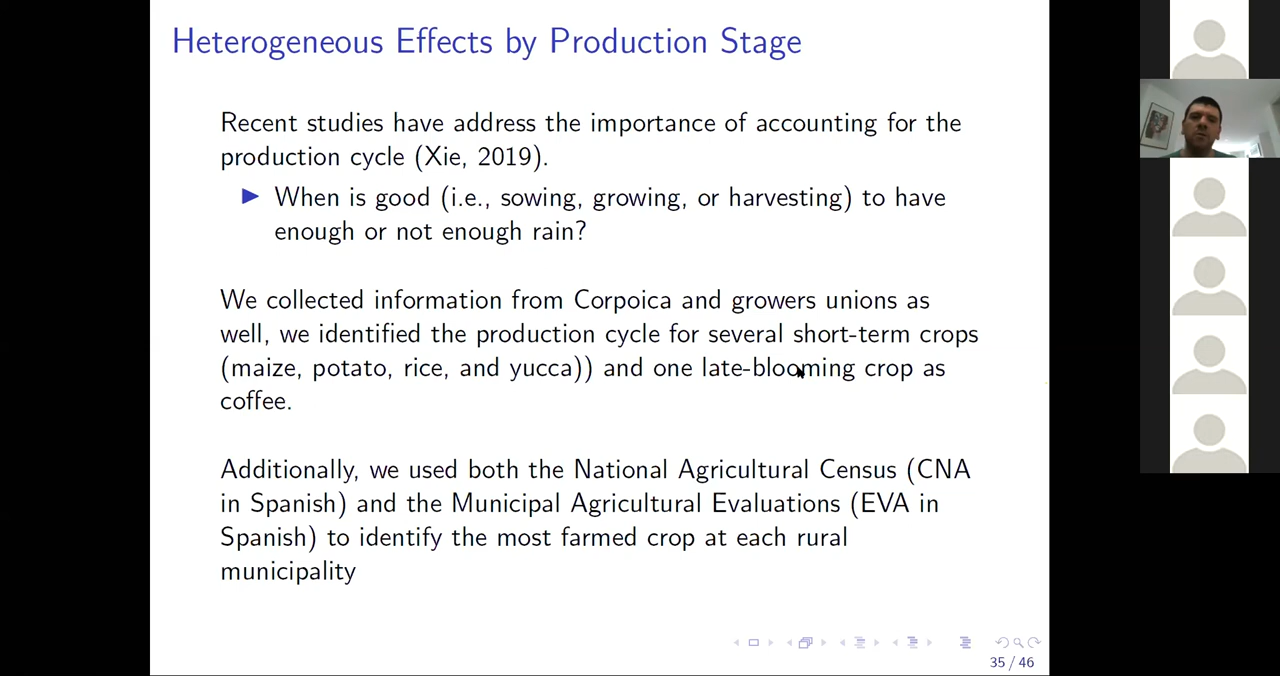 Heterogeneous Effects by Production Stage
Recent studies have address the importance of accounting for the
production cycle (Xie, 2019).
When is good (i.e., sowing, growing, or harvesting) to have
enough or not enough rain?
We collected information from Corpoica and growers unions as
well, we identified the production cycle for several short-term crops
(maize, potato, rice, and yucca)) and one late-blooming crop as
coffee.
Additionally, we used both the National Agricultural Census (CNA
in Spanish) and the Municipal Agricultural Evaluations (EVA in
Spanish) to identify the most farmed crop at each rural
municipality
35 / 46